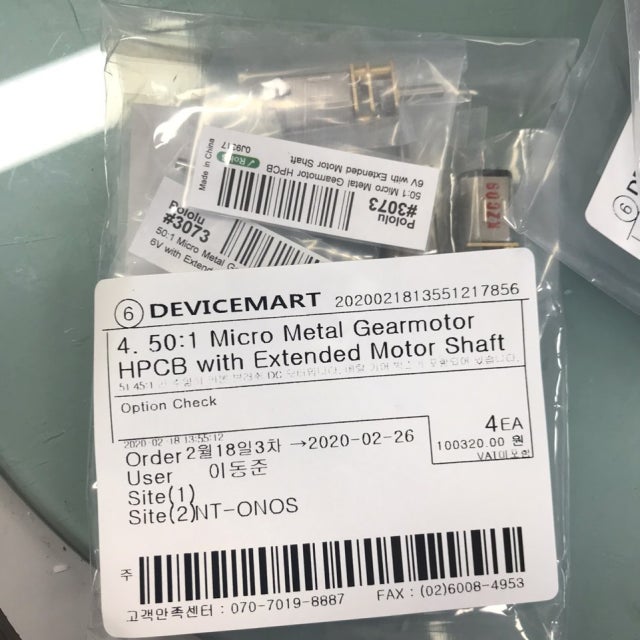 Made in China
RoHS
0J9517
50:1 Micro Metal Gearmotor HPCB
6V with Extended Motor Shaft
Pololu
#3073
Pololu
#3073
50:1 Micro Metal G
6V with Extend
6 DEVICEMART 2020021813551217856
4. 50:1 Micro Metal Gearmotor
HPCB with Extended Motor Shaft
Option Check
2020-02-18 13:55:12
4EA
Order 2월18일3차 →2020-02-26
100320.00 원
User 이동준
Site(1)
Site(2)NT-ONOS
주
고객만족센터 : 070-7019-8887 FAX : (02)6008-4953
6